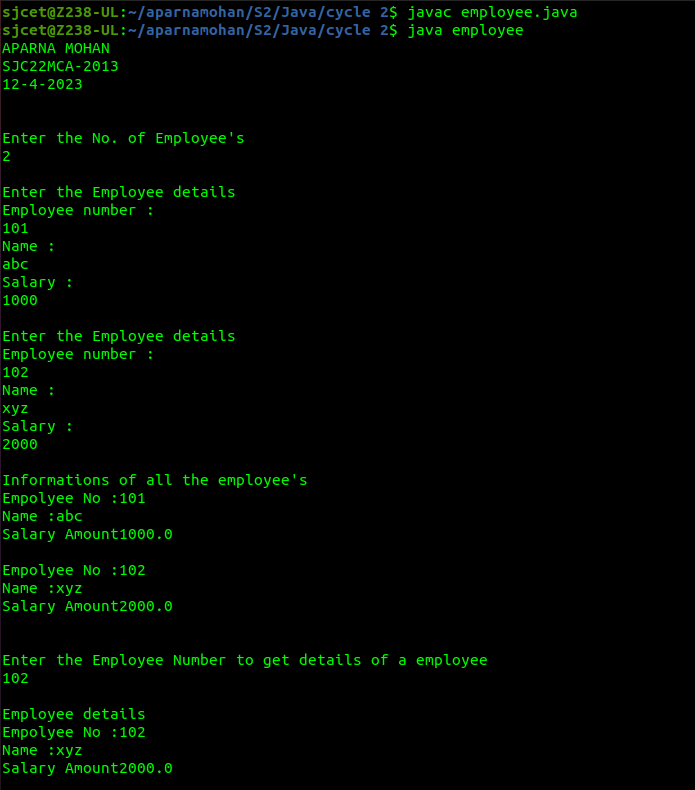 sjcet@Z238-UL:~/aparnamohan/S2/Java/cycle 2$ javac employee.java
sjcet@Z238-UL:~/aparnamohan/S2/Java/cycle 2$ java employee
APARNA MOHAN
SJC22MCA-2013
12-4-2023
Enter the No. of Employee's
2
Enter the Employee details
Employee number :
101
Name :
abc
Salary :
1000
Enter the Employee details
Employee number :
102
Name :
xyz
Salary :
2000
Informations of all the employee's
Empolyee No :101
Name :abc
Salary Amount1000.0
Empolyee No :102
Name :xyz
Salary Amount2000.0
Enter the Employee Number to get details of a employee
102
Employee details
Empolyee No :102
Name :xyz
Salary Amount2000.0